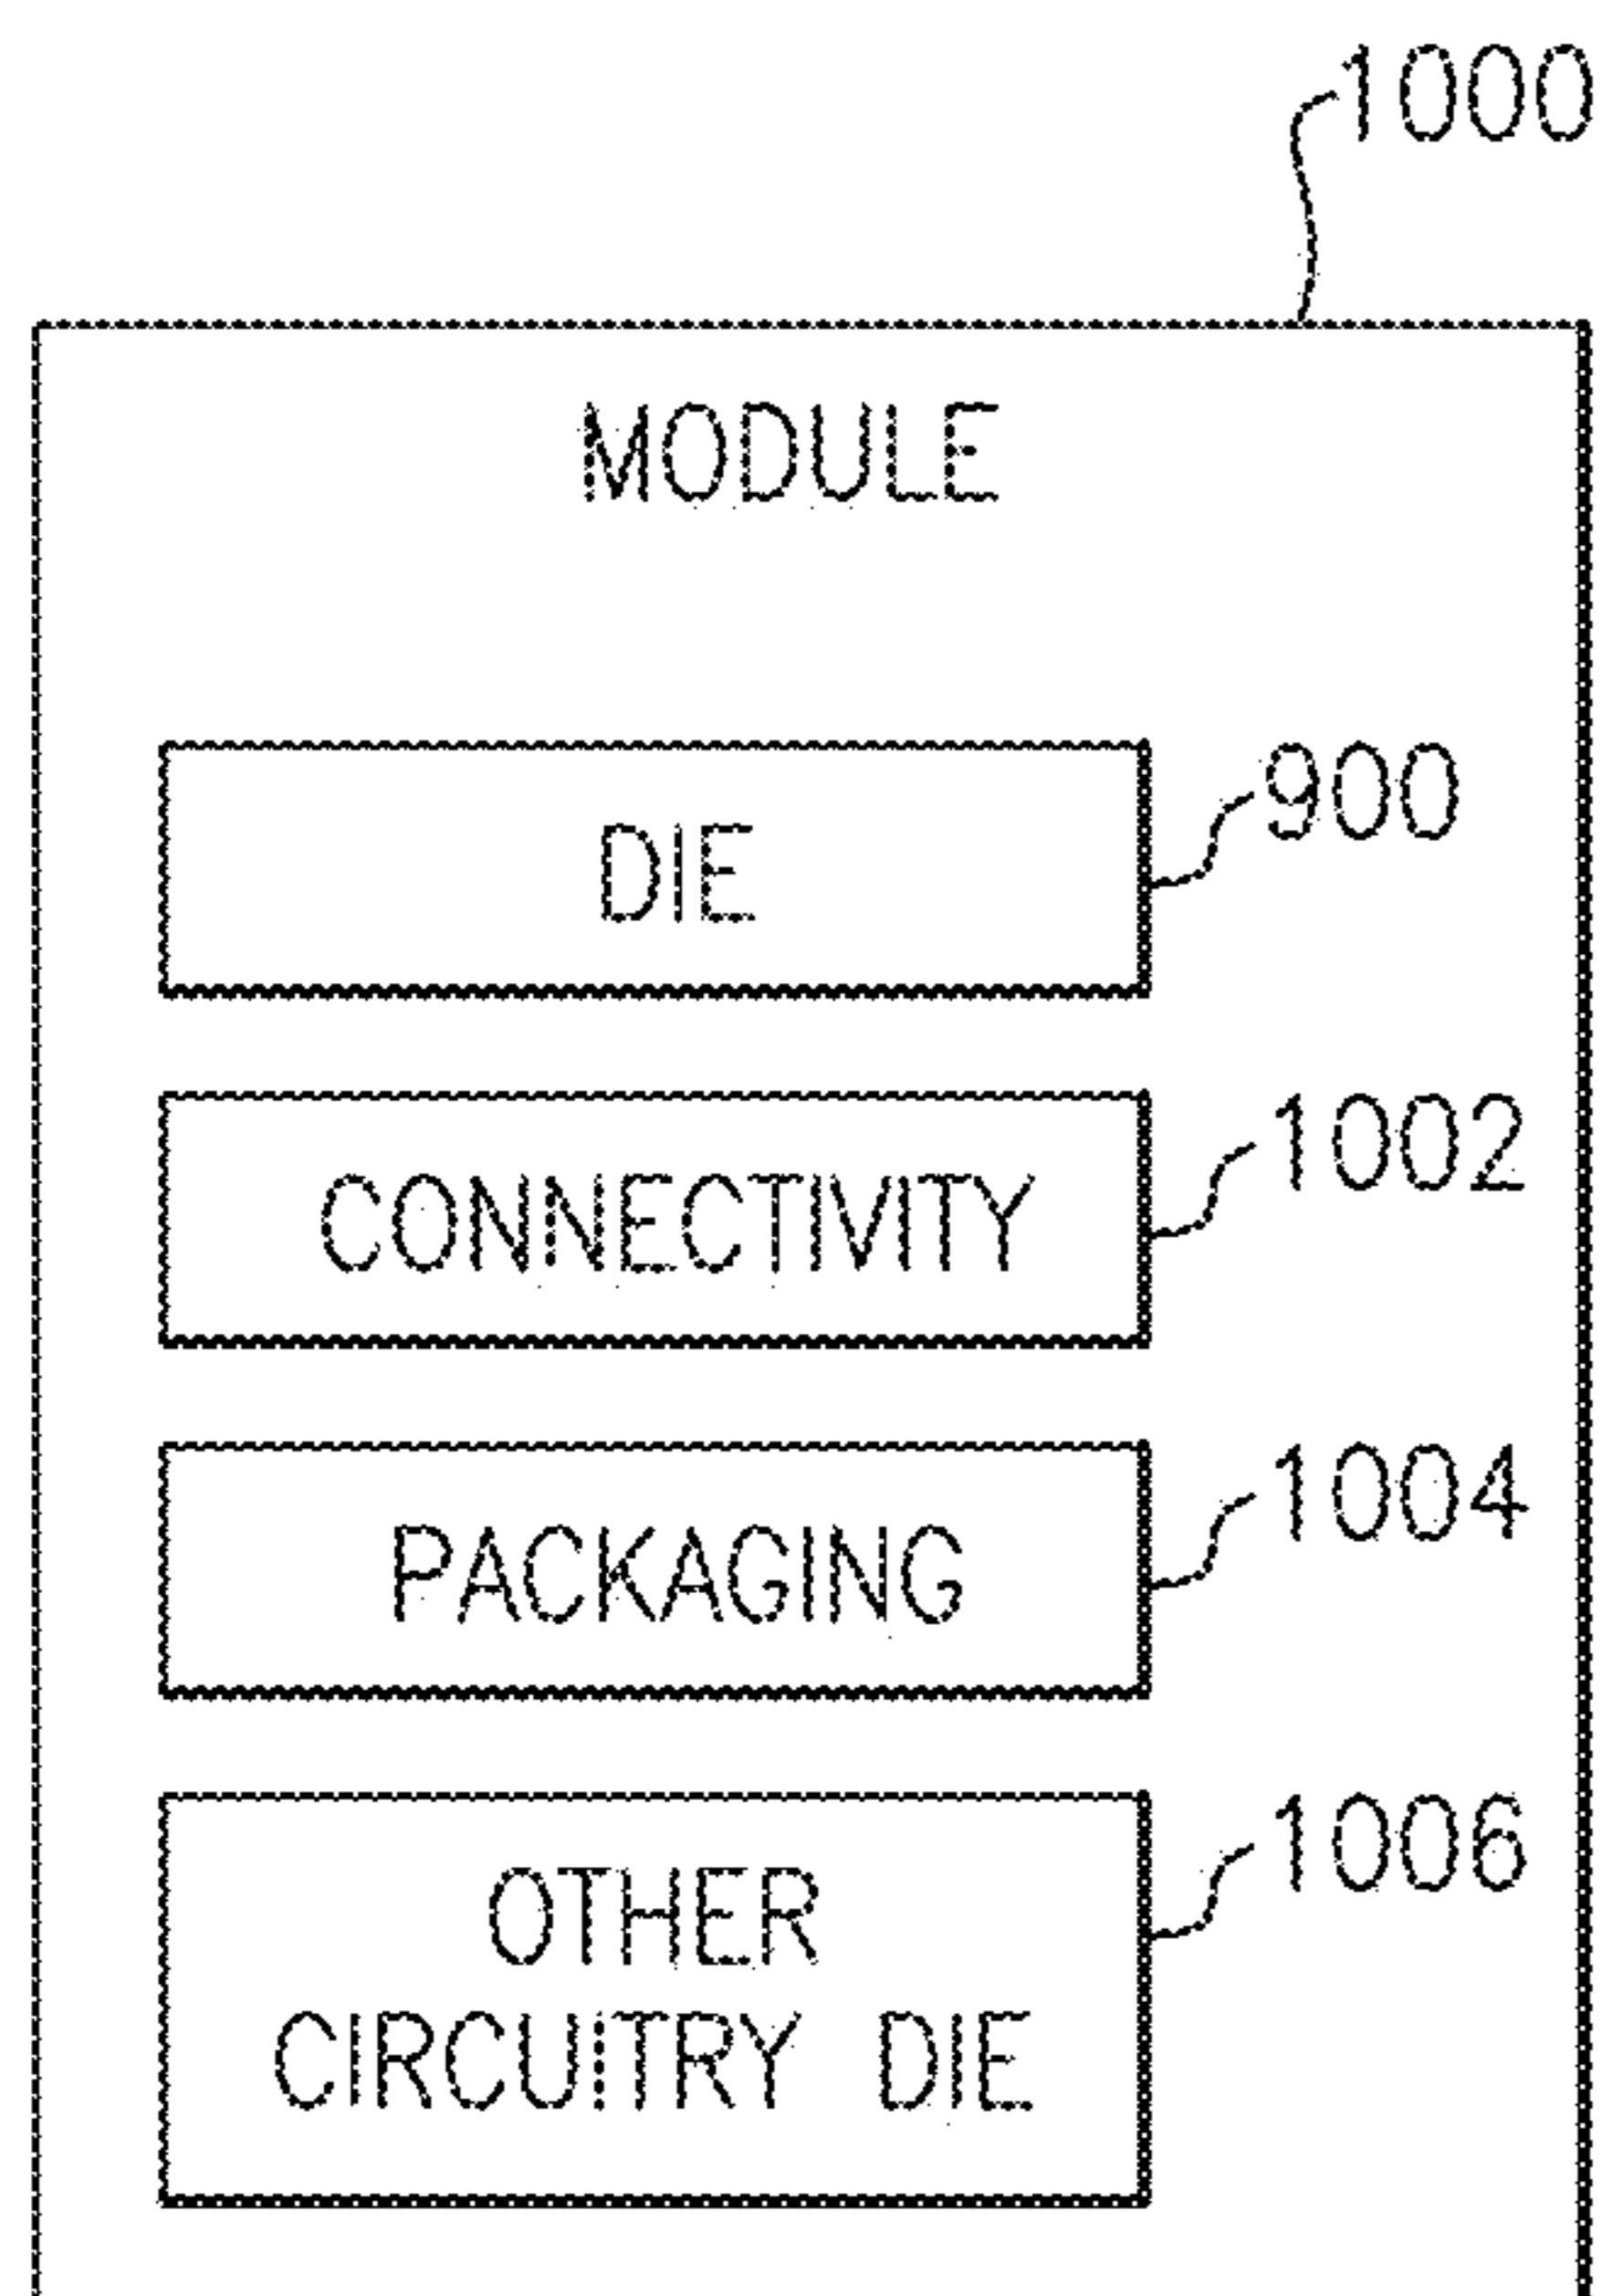 1000
MODULE
DIE
900
CONNECTIVITY
1002
PACKAGING
1004
OTHER
CIRCUITRY DIE
1006